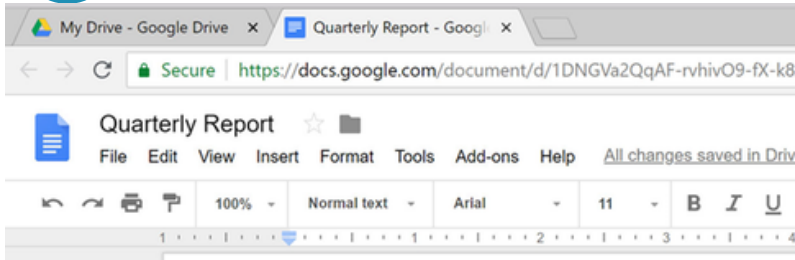 My Drive - Google Drive × Quarterly Report - Googl ×
Secure https://docs.google.com/document/d/1DNGVa2QqAF-rvhivO9-fX-k8
Quarterly Report
File Edit View Insert Format Tools Add-ons Help All changes saved in Driv
100% Normal text Arial 11 B I U
1 1 2 3 4